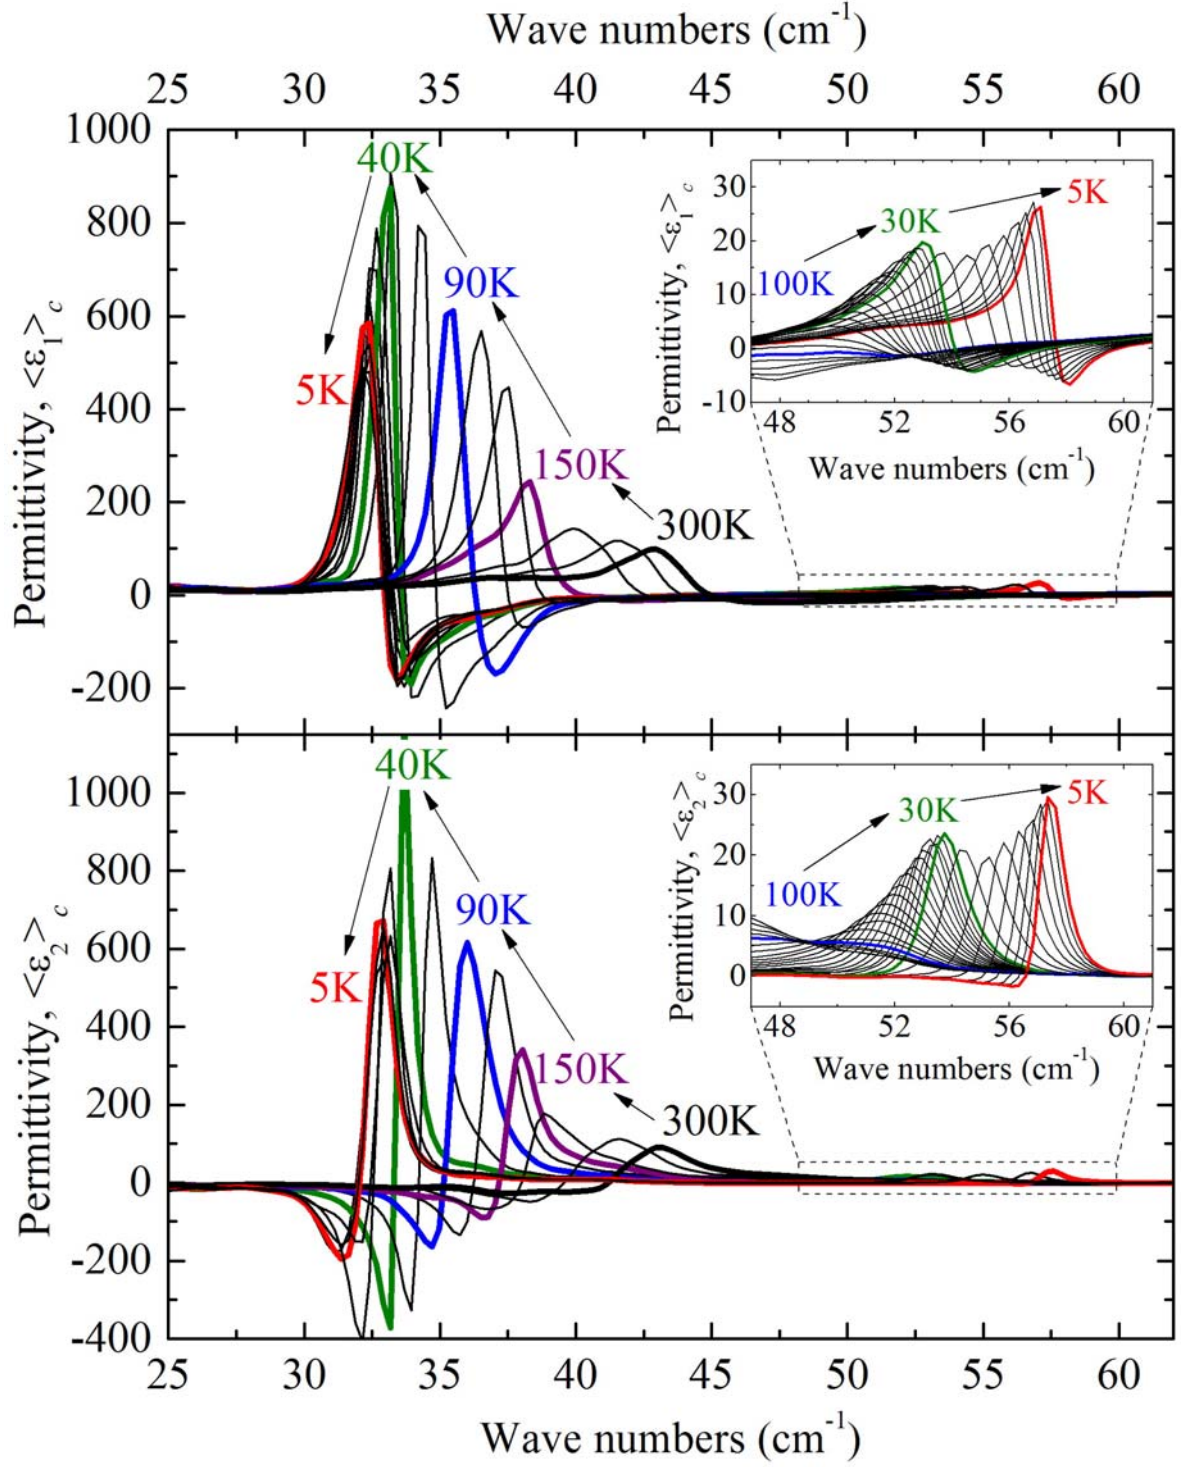 Wave numbers (cm-1)
25 30 35 40 45 50 55 60
Permittivity, <ε1>c
1000
800
600
400
200
0
-200
40K
90K
5K
150K
300K
Permittivity, <ε1>c
30
20
10
0
-10
5K
30K
100K
48 52 56 60
Wave numbers (cm-1)
Permittivity, <ε2>c
1000
800
600
400
200
0
-200
-400
40K
90K
5K
150K
300K
Permittivity, <ε2>c
30
20
10
0
5K
30K
100K
48 52 56 60
Wave numbers (cm-1)
25 30 35 40 45 50 55 60
Wave numbers (cm-1)